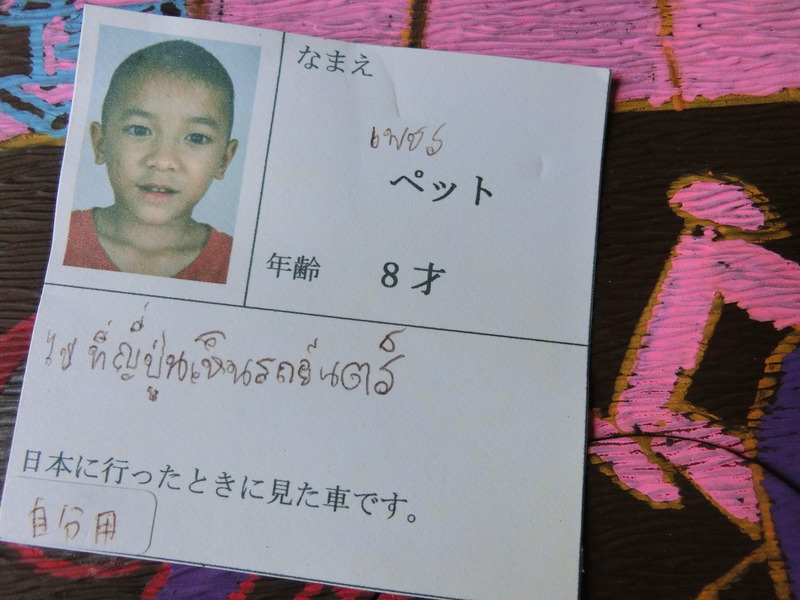 なまえ
เพชร
ペット
年齢 8才
ไปที่ญี่ปุ่นเห็นรถยนตร์
日本に行ったときに見た車です。
自分用